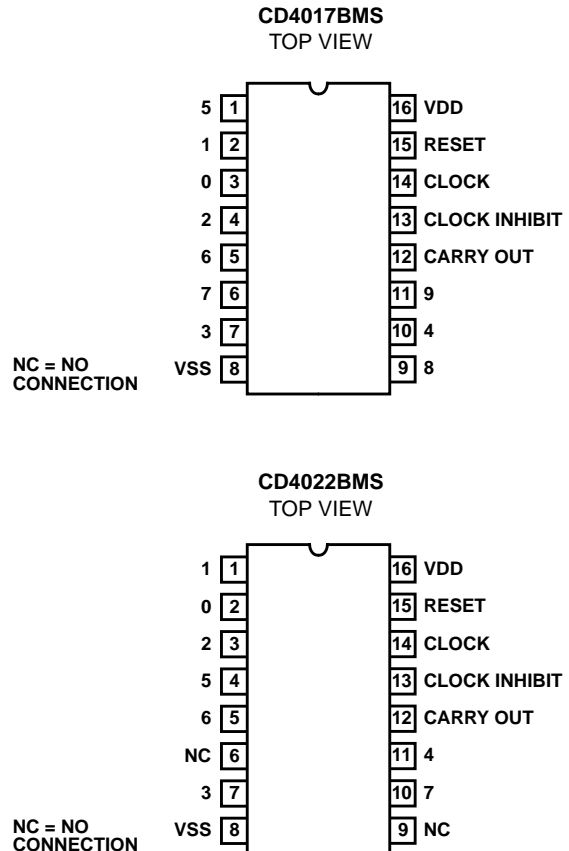 CD4017BMS
TOP VIEW
5 1 16 VDD
1 2 15 RESET
0 3 14 CLOCK
2 4 13 CLOCK INHIBIT
6 5 12 CARRY OUT
7 6 11 9
3 7 10 4
NC = NO
CONNECTION
VSS 8 9 8
CD4022BMS
TOP VIEW
1 1 16 VDD
0 2 15 RESET
2 3 14 CLOCK
5 4 13 CLOCK INHIBIT
6 5 12 CARRY OUT
NC 6 11 4
3 7 10 7
NC = NO
CONNECTION
VSS 8 9 NC